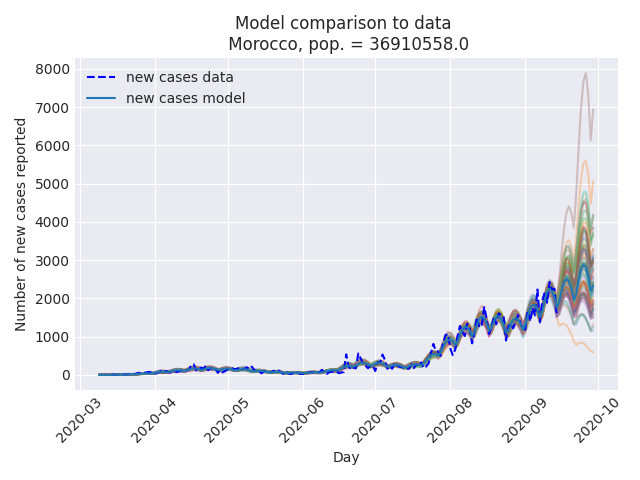 Model comparison to data
Morocco, pop. = 36910558.0
new cases data
new cases model
Number of new cases reported
8000
7000
6000
5000
4000
3000
2000
1000
0
2020-03
2020-04
2020-05
2020-06
2020-07
2020-08
2020-09
2020-10
Day